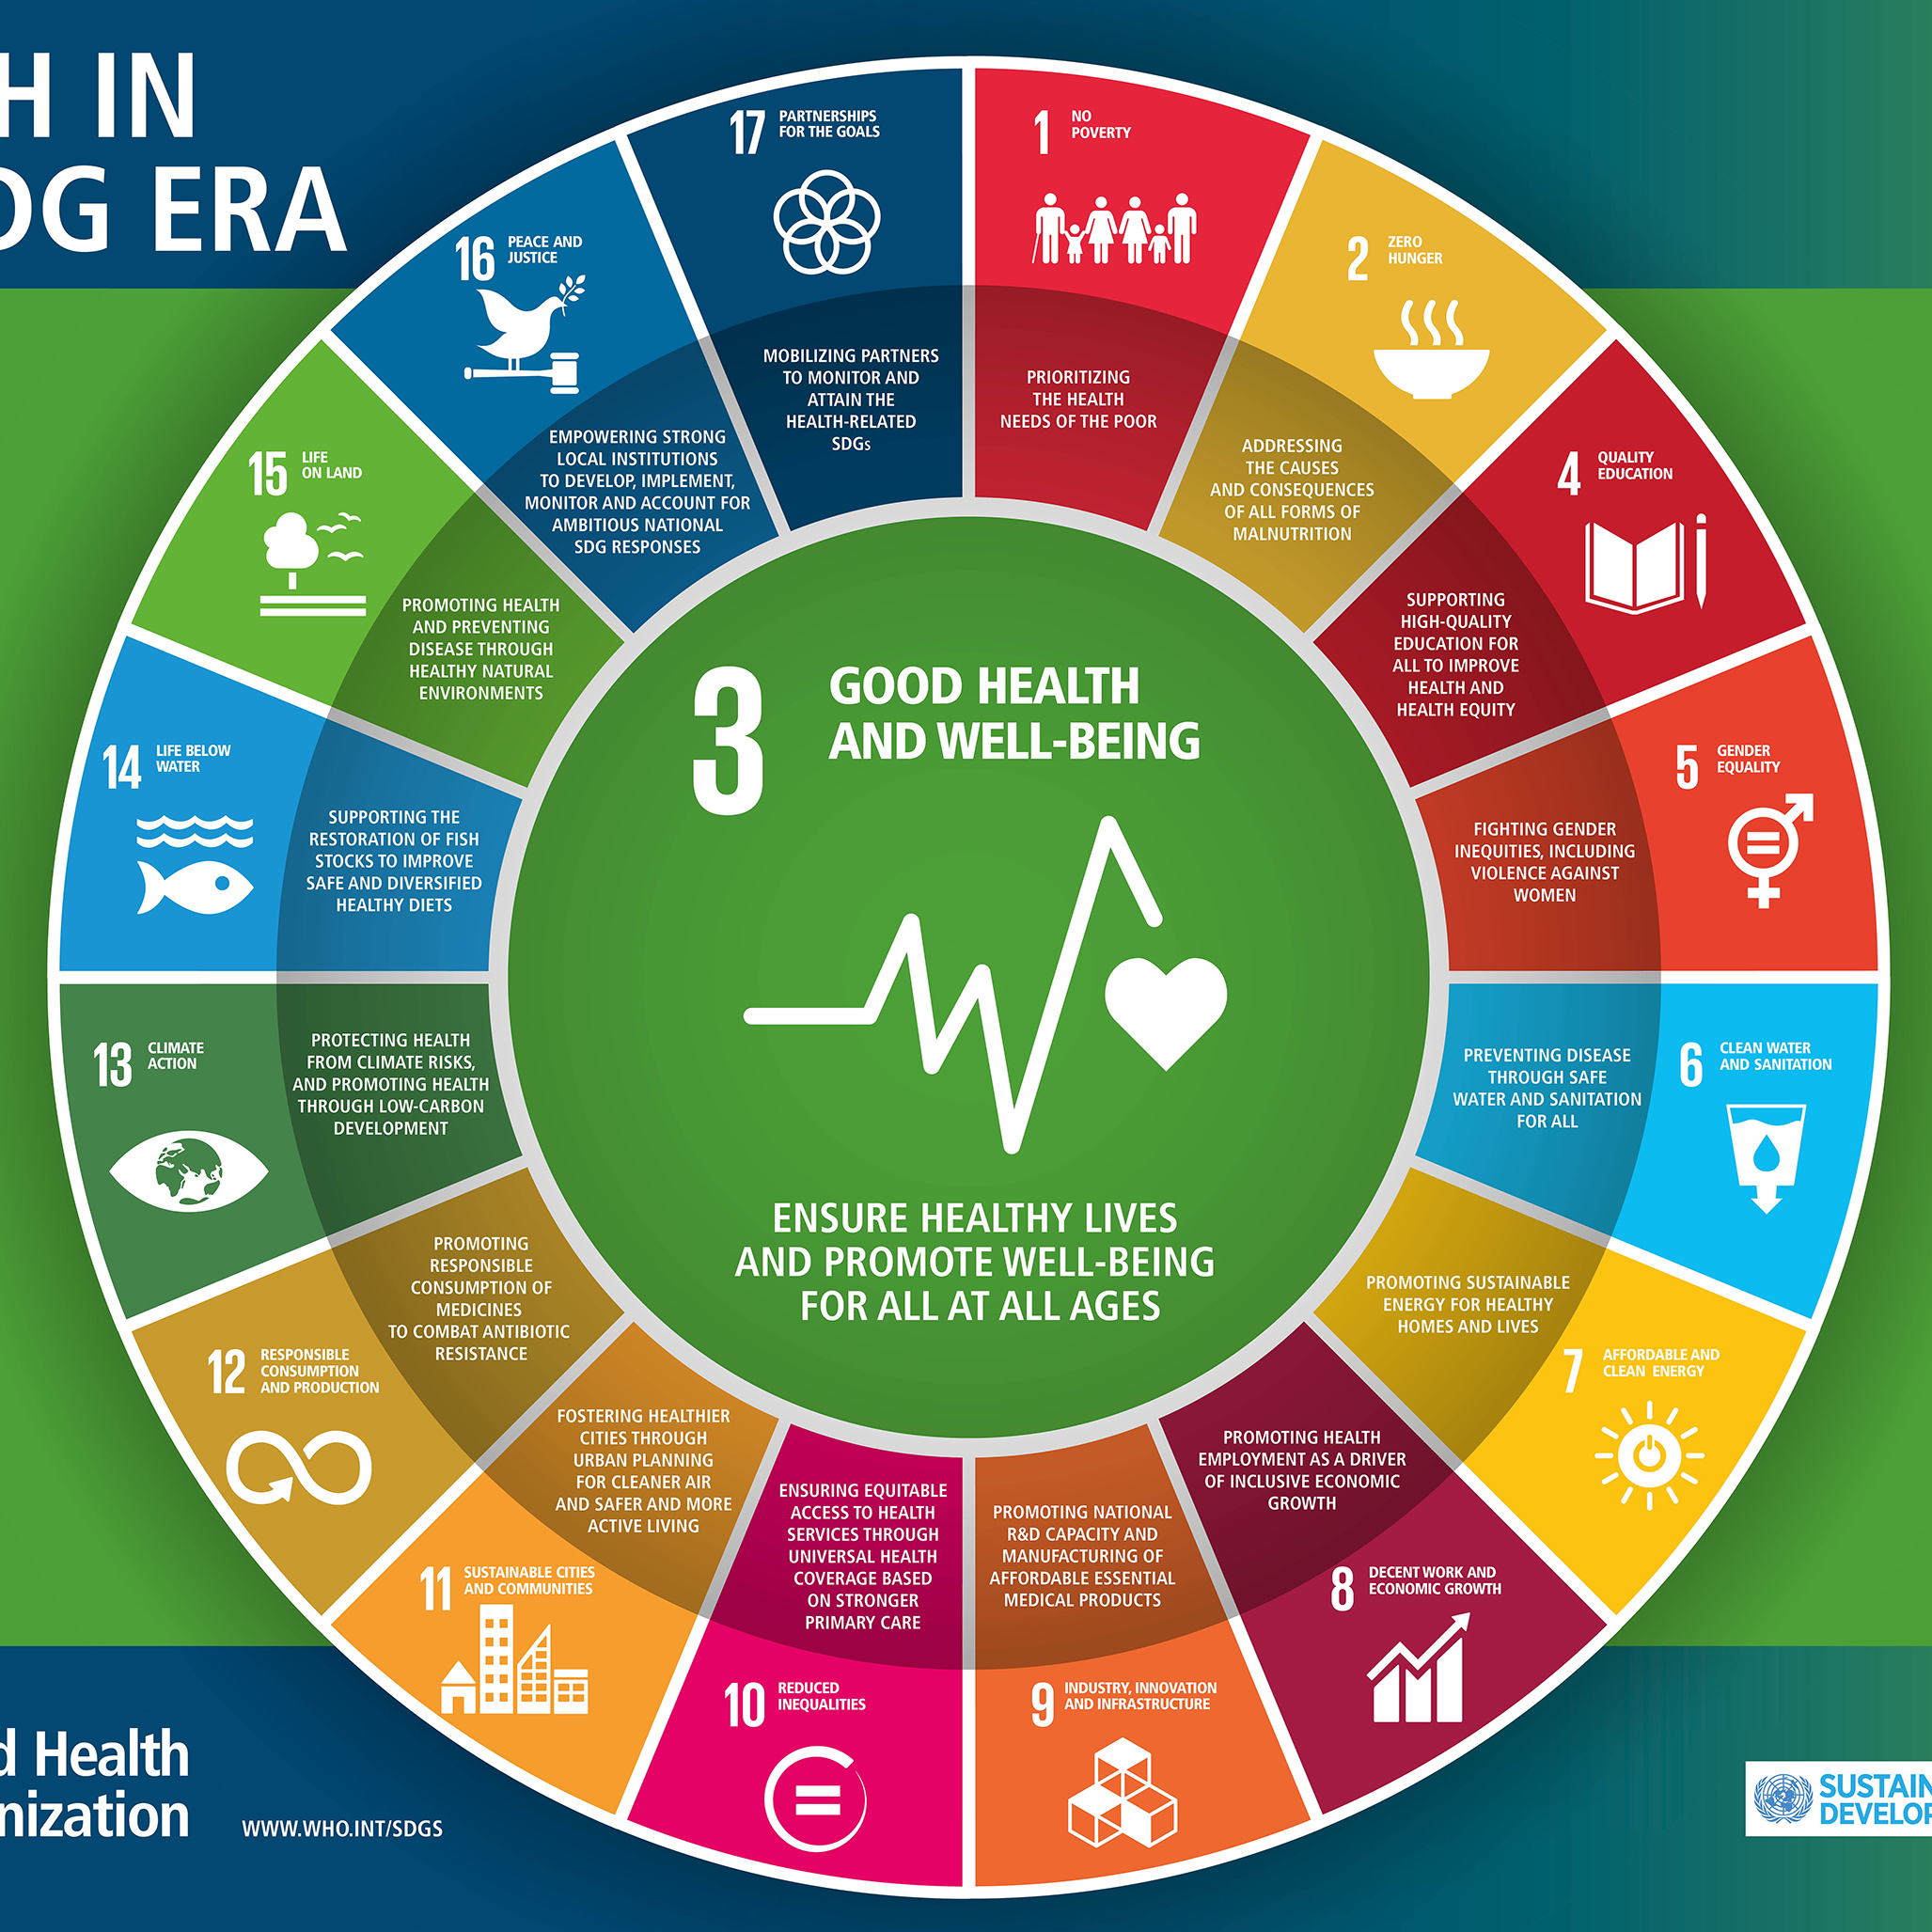 H IN
DG ERA
17 PARTNERSHIPS
FOR THE GOALS
MOBILIZING PARTNERS
TO MONITOR AND
ATTAIN THE
HEALTH-RELATED
SDGs
1 NO
POVERTY
PRIORITIZING
THE HEALTH
NEEDS OF THE POOR
2 ZERO
HUNGER
ADDRESSING
THE CAUSES
AND CONSEQUENCES
OF ALL FORMS OF
MALNUTRITION
4 QUALITY
EDUCATION
SUPPORTING
HIGH-QUALITY
EDUCATION FOR
ALL TO IMPROVE
HEALTH AND
HEALTH EQUITY
5 GENDER
EQUALITY
FIGHTING GENDER
INEQUITIES, INCLUDING
VIOLENCE AGAINST
WOMEN
6 CLEAN WATER
AND SANITATION
PREVENTING DISEASE
THROUGH SAFE
WATER AND SANITATION
FOR ALL
7 AFFORDABLE AND
CLEAN ENERGY
PROMOTING SUSTAINABLE
ENERGY FOR HEALTHY
HOMES AND LIVES
8 DECENT WORK AND
ECONOMIC GROWTH
PROMOTING HEALTH
EMPLOYMENT AS A DRIVER
OF INCLUSIVE ECONOMIC
GROWTH
9 INDUSTRY, INNOVATION
AND INFRASTRUCTURE
PROMOTING NATIONAL
R&D CAPACITY AND
MANUFACTURING OF
AFFORDABLE ESSENTIAL
MEDICAL PRODUCTS
10 REDUCED
INEQUALITIES
ENSURING EQUITABLE
ACCESS TO HEALTH
SERVICES THROUGH
UNIVERSAL HEALTH
COVERAGE BASED
ON STRONGER
PRIMARY CARE
11 SUSTAINABLE CITIES
AND COMMUNITIES
FOSTERING HEALTHIER
CITIES THROUGH
URBAN PLANNING
FOR CLEANER AIR
AND SAFER AND MORE
ACTIVE LIVING
12 RESPONSIBLE
CONSUMPTION
AND PRODUCTION
PROMOTING
RESPONSIBLE
CONSUMPTION OF
MEDICINES
TO COMBAT ANTIBIOTIC
RESISTANCE
13 CLIMATE
ACTION
PROTECTING HEALTH
FROM CLIMATE RISKS,
AND PROMOTING HEALTH
THROUGH LOW-CARBON
DEVELOPMENT
14 LIFE BELOW
WATER
SUPPORTING THE
RESTORATION OF FISH
STOCKS TO IMPROVE
SAFE AND DIVERSIFIED
HEALTHY DIETS
15 LIFE
ON LAND
PROMOTING HEALTH
AND PREVENTING
DISEASE THROUGH
HEALTHY NATURAL
ENVIRONMENTS
16 PEACE AND
JUSTICE
EMPOWERING STRONG
LOCAL INSTITUTIONS
TO DEVELOP, IMPLEMENT,
MONITOR AND ACCOUNT FOR
AMBITIOUS NATIONAL
SDG RESPONSES
3 GOOD HEALTH
AND WELL-BEING
ENSURE HEALTHY LIVES
AND PROMOTE WELL-BEING
FOR ALL AT ALL AGES
d Health
nization
WWW.WHO.INT/SDGS
SUSTAIN
DEVELOP